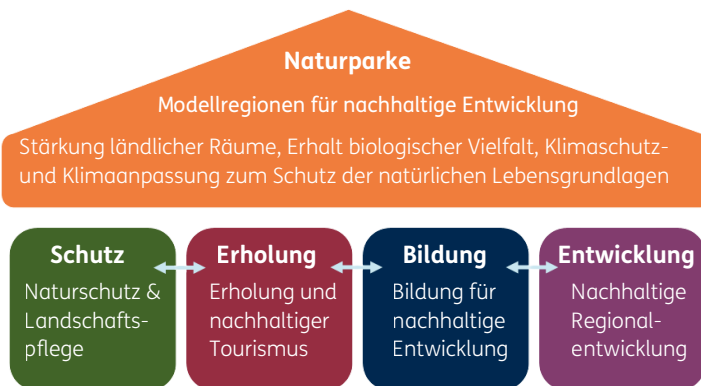 Naturparke
Modellregionen für nachhaltige Entwicklung
Stärkung ländlicher Räume, Erhalt biologischer Vielfalt, Klimaschutz-
und Klimaanpassung zum Schutz der natürlichen Lebensgrundlagen
Schutz
Naturschutz &
Landschafts-
pflege
Erholung
Erholung und
nachhaltiger
Tourismus
Bildung
Bildung für
nachhaltige
Entwicklung
Entwicklung
Nachhaltige
Regional-
entwicklung